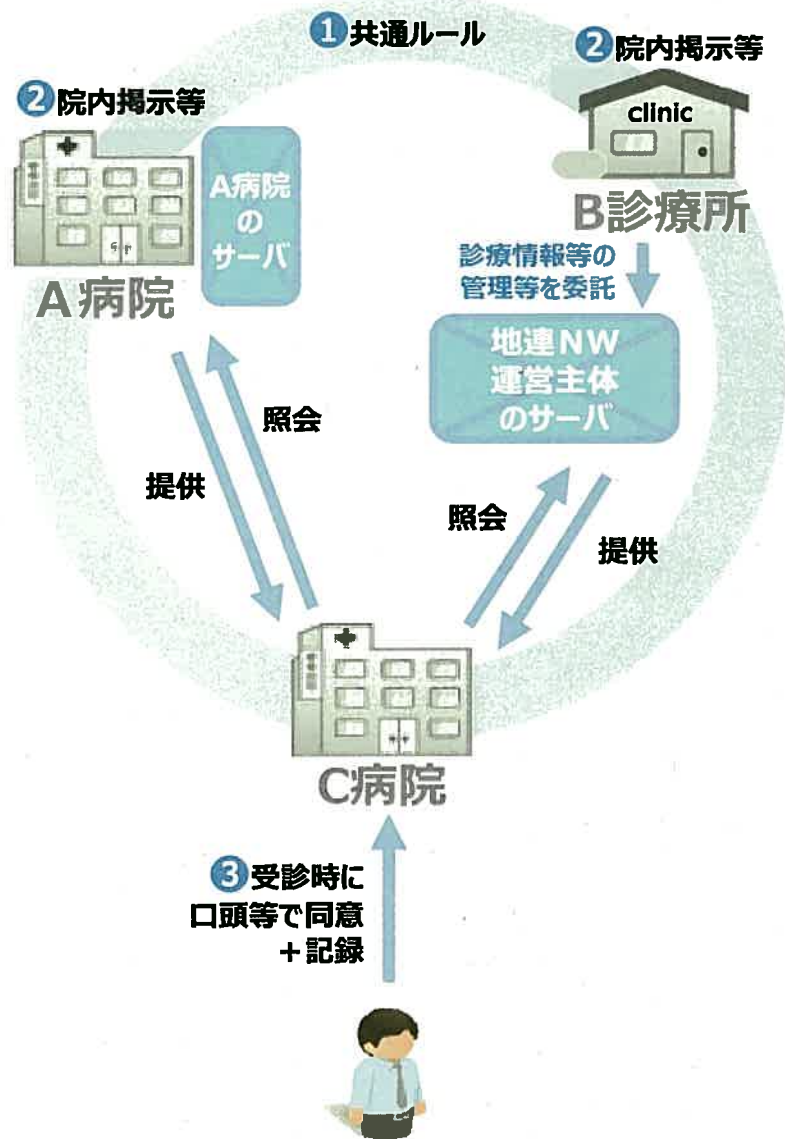 ❶共通ルール
❷院内掲示等
❷院内掲示等
clinic
A病院
の
サーバ
A病院
B診療所
診療情報等の
管理等を委託
地連NW
運営主体
のサーバ
照会
提供
照会
提供
C病院
❸受診時に
口頭等で同意
＋記録